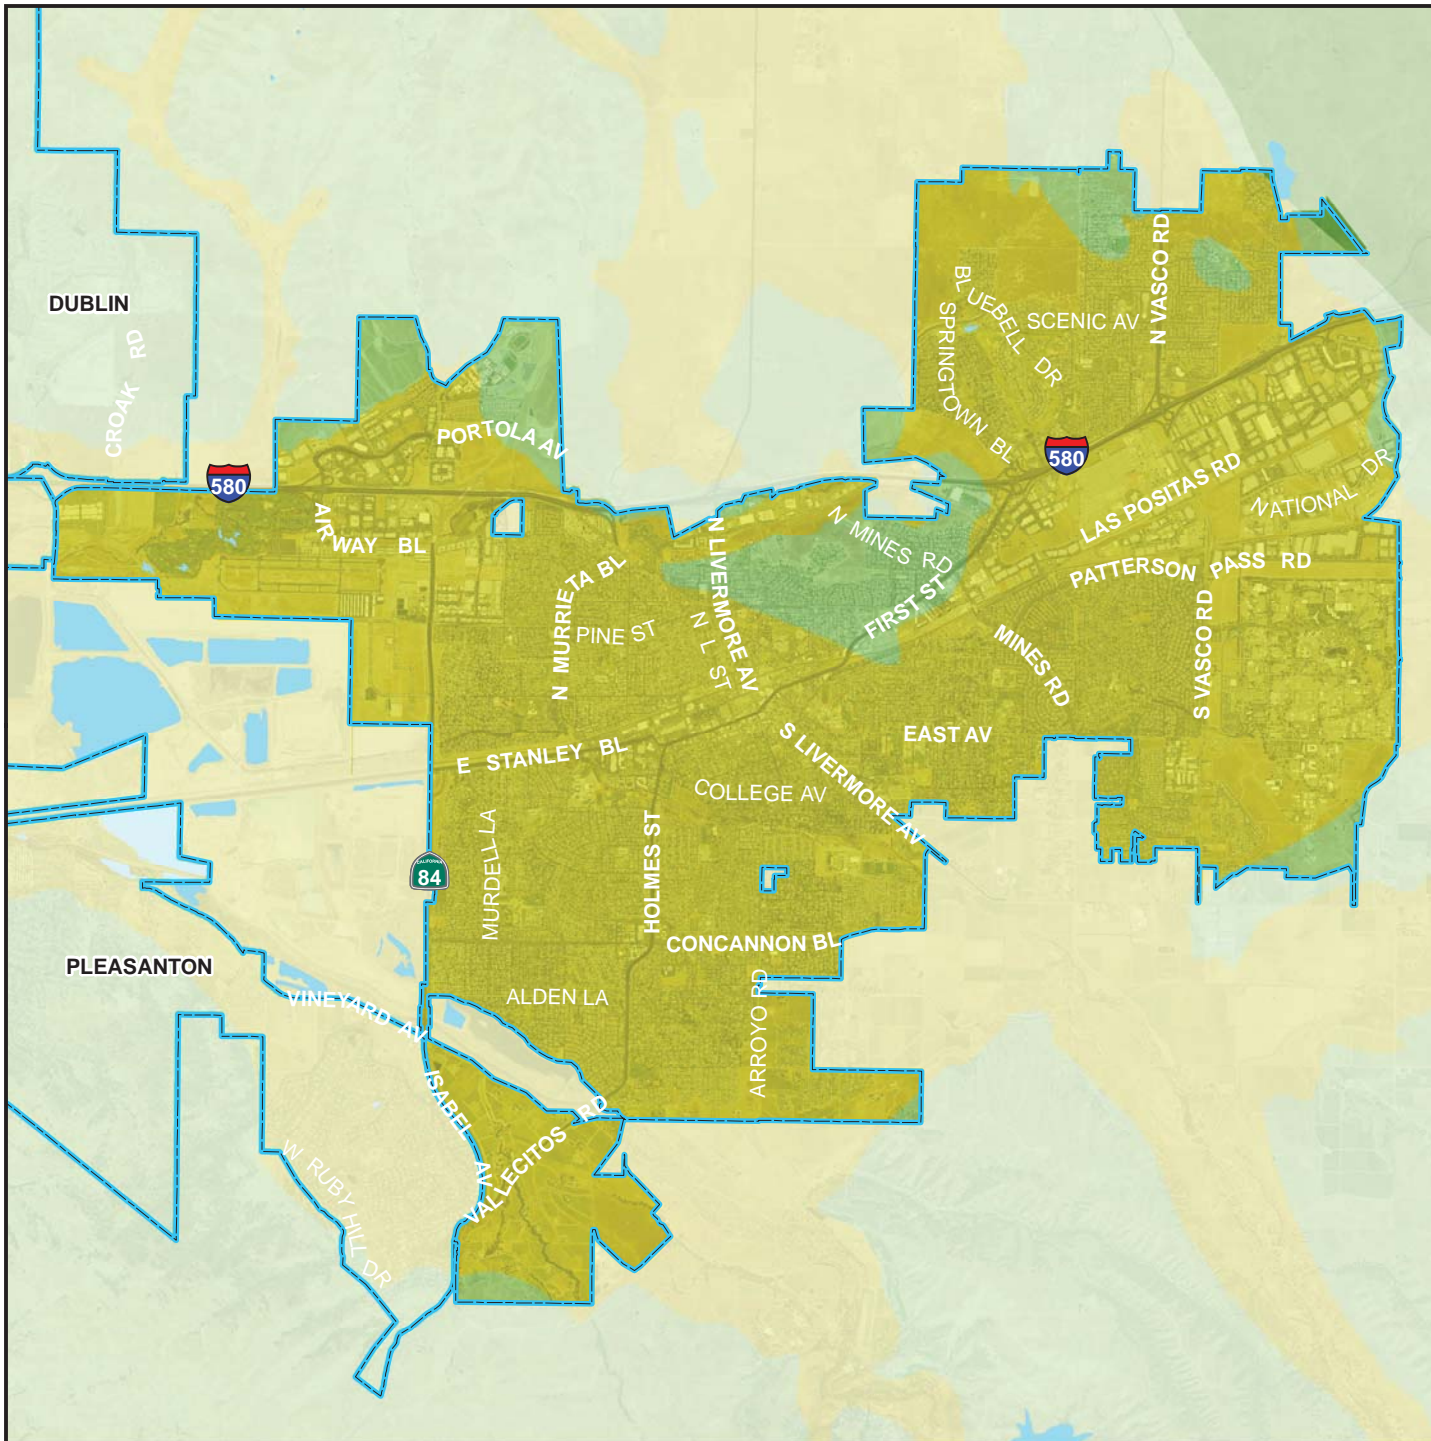 N VASCO RD
DUBLIN
CROAK RD
BLUEBELL DR
SCENIC AV
SPRINGTOWN BL
PORTOLA AV
580
580
LAS POSITAS RD
NATIONAL DR
AIRWAY BL
N MINES RD
N LIVERMORE AV
PATTERSON PASS RD
N MURRIETA BL
FIRST ST
PINE ST
N L ST
MINES RD
S VASCO RD
EAST AV
E STANLEY BL
S LIVERMORE AV
COLLEGE AV
MURDELL LA
HOLMES ST
CALIFORNIA
84
CONCANNON BL
PLEASANTON
VINEYARD AV
ALDEN LA
ARROYO RD
ISABEL AV
VALLECITOS RD
W RUBY HILL DR